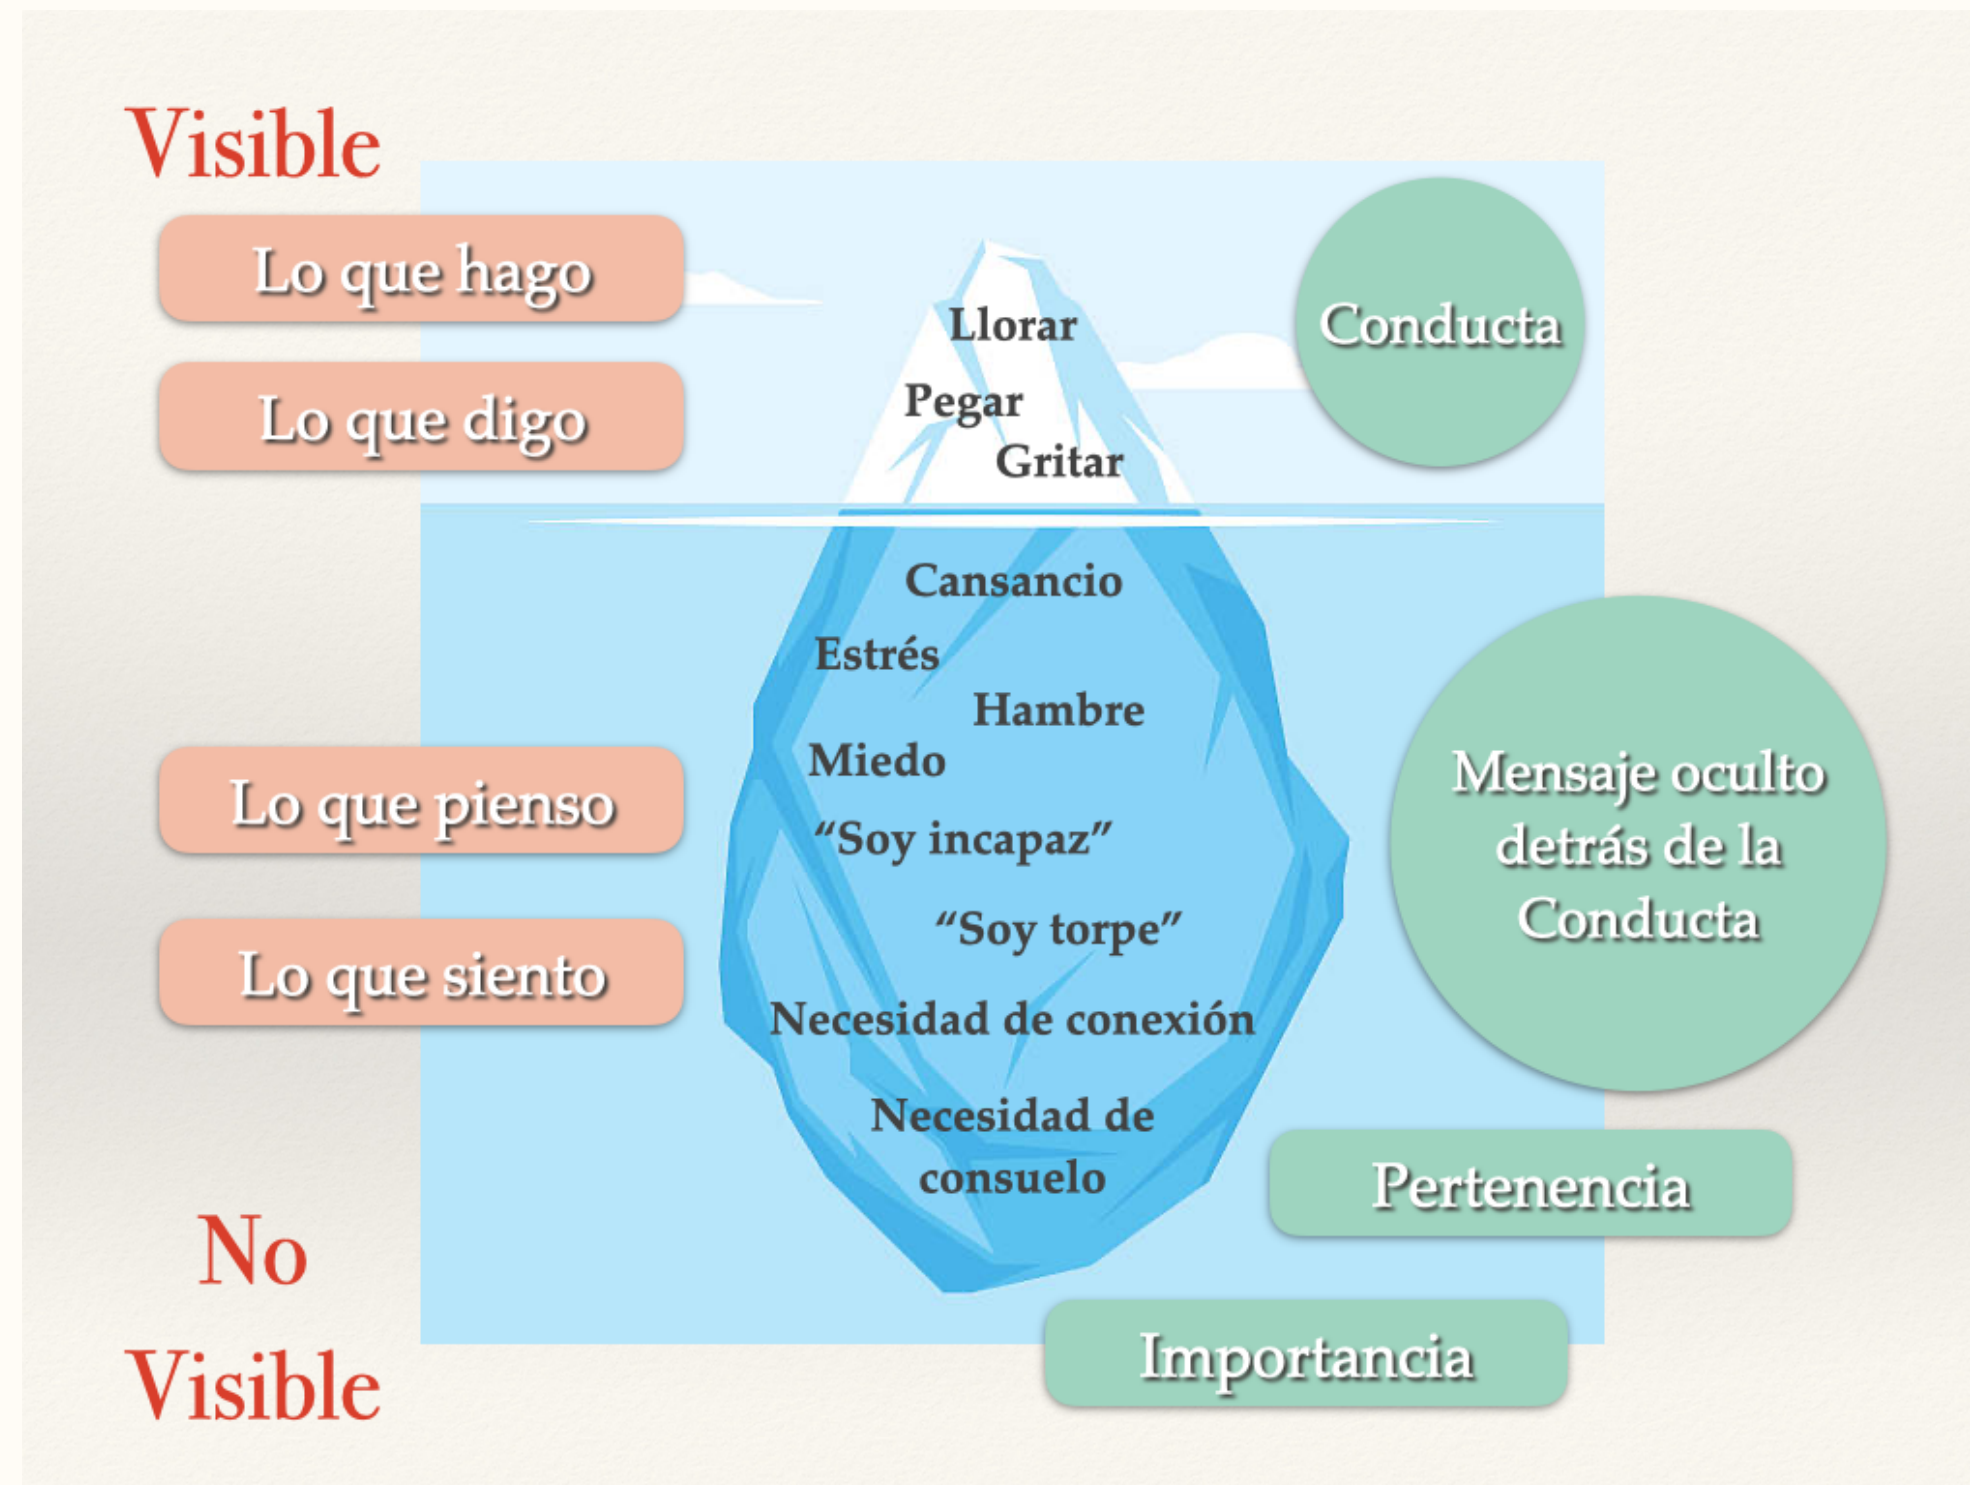 Visible
Lo que hago
Lo que digo
Llorar
Pegar
Gritar
Conducta
Cansancio
Estrés
Hambre
Miedo
“Soy incapaz”
“Soy torpe”
Necesidad de conexión
Necesidad de
consuelo
Lo que pienso
Lo que siento
Mensaje oculto
detrás de la
Conducta
Pertenencia
Importancia
No
Visible